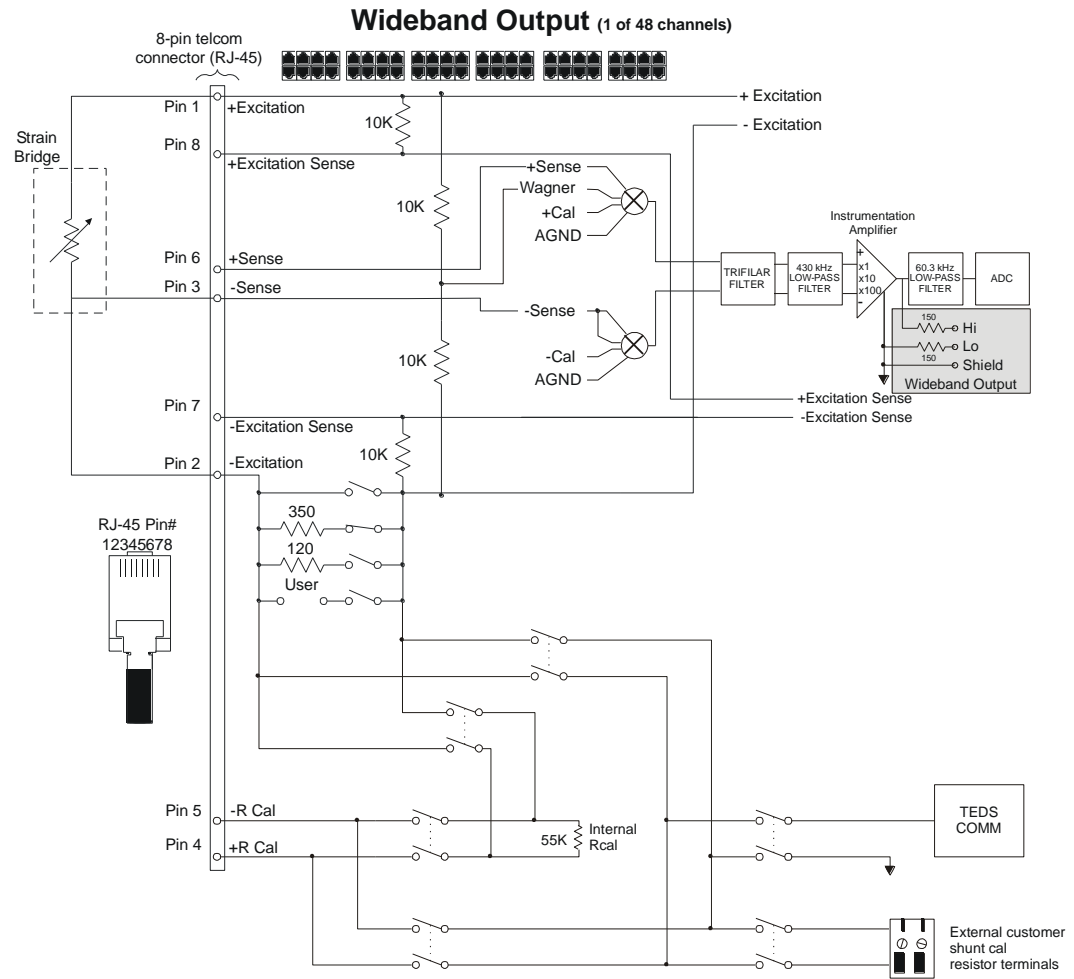 Wideband Output (1 of 48 channels)
8-pin telcom
connector (RJ-45)
Pin 1
+Excitation
+ Excitation
10K
- Excitation
Strain
Bridge
Pin 8
+Excitation Sense
+Sense
Wagner
10K
+Cal
AGND
Instrumentation
Amplifier
Pin 6
+Sense
+
x1
x10
x100
-
TRIFILAR
FILTER
430 kHz
LOW-PASS
FILTER
60.3 kHz
LOW-PASS
FILTER
ADC
Pin 3
-Sense
-Sense
150
Hi
Lo
150
Shield
Wideband Output
10K
-Cal
AGND
+Excitation Sense
Pin 7
-Excitation Sense
-Excitation Sense
10K
Pin 2
-Excitation
350
RJ-45 Pin#
12345678
120
User
Pin 5
-R Cal
55K
Internal
Rcal
TEDS
COMM
Pin 4
+R Cal
External customer
shunt cal
resistor terminals